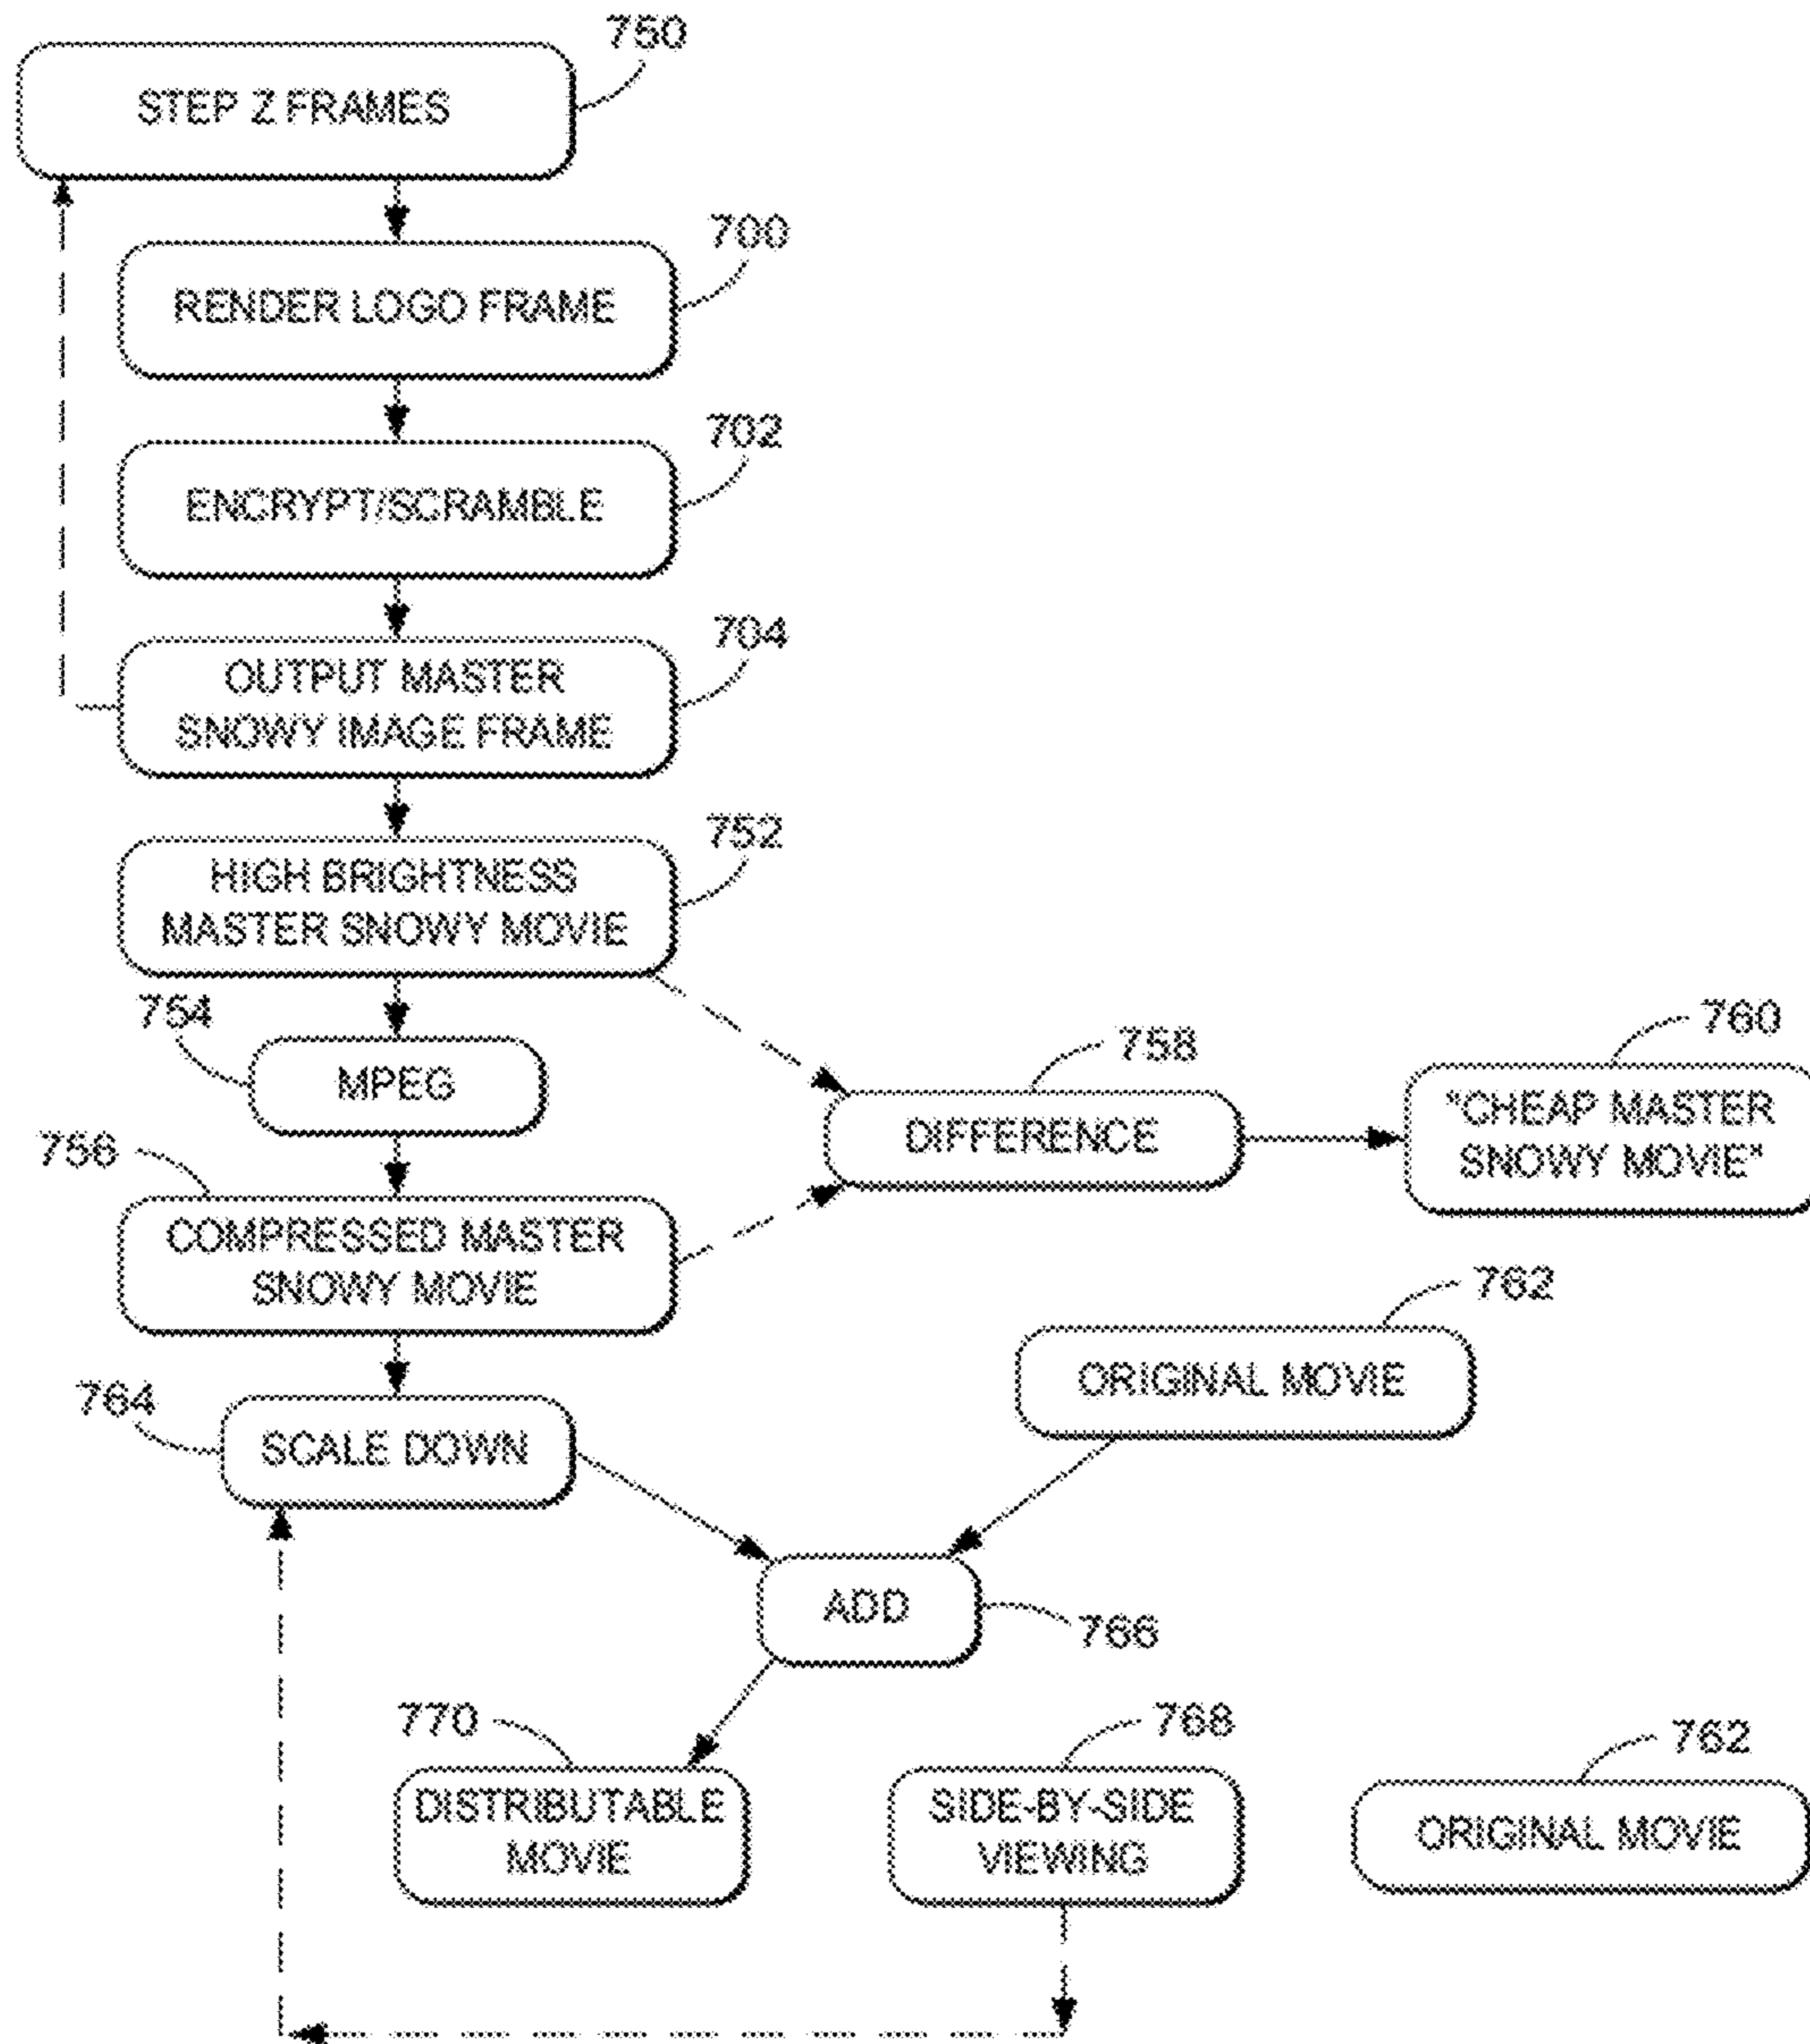 750
STEP Z FRAMES
700
RENDER LOGO FRAME
702
ENCRYPT/SCRAMBLE
704
OUTPUT MASTER
SNOWY IMAGE FRAME
752
HIGH BRIGHTNESS
MASTER SNOWY MOVIE
754
MPEG
758
DIFFERENCE
760
"CHEAP MASTER
SNOWY MOVIE"
756
COMPRESSED MASTER
SNOWY MOVIE
762
ORIGINAL MOVIE
764
SCALE DOWN
ADD
766
770
DISTRIBUTABLE
MOVIE
768
SIDE-BY-SIDE
VIEWING
762
ORIGINAL MOVIE